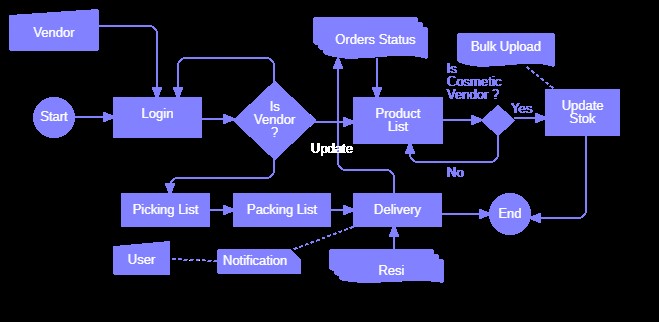 Vendor
Orders Status
Bulk Upload
Is
Cosmetic
Vendor ?
Start
Login
Is
Vendor
?
Product
List
Yes
Update
Stok
Update
No
Picking List
Packing List
Delivery
End
User
Notification
Resi